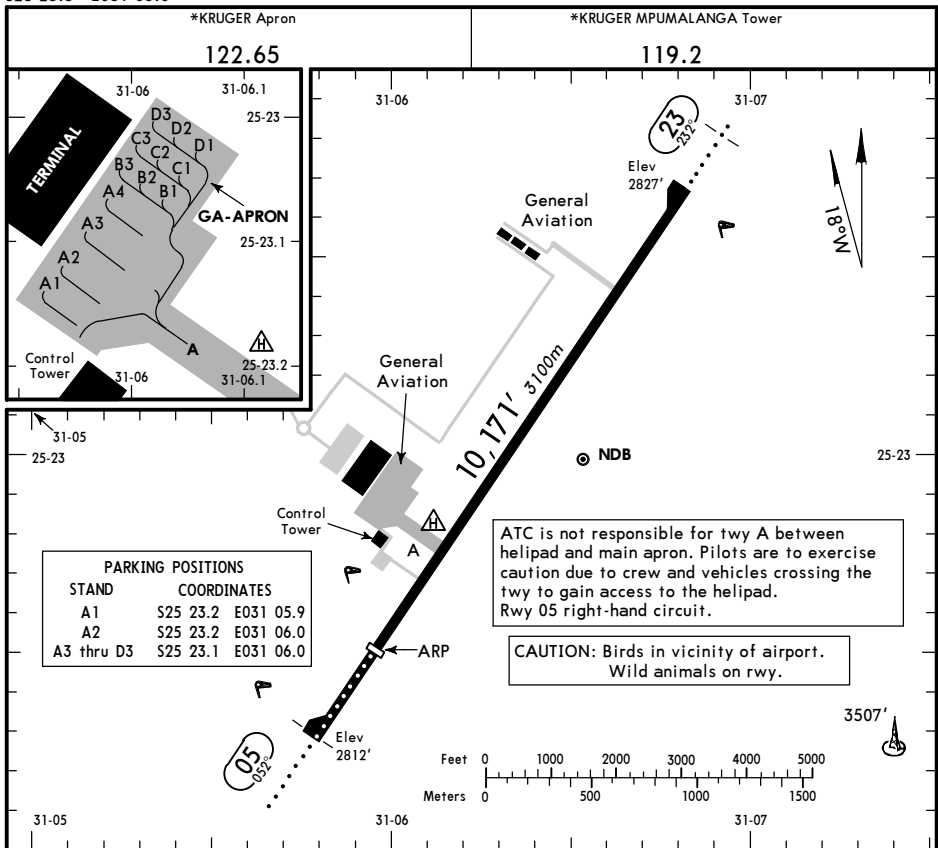 *KRUGER Apron
122.65
*KRUGER MPUMALANGA Tower
119.2
31-06
31-06.1
25-23
TERMINAL
D3
D2
D1
C3
C2
C1
B3
B2
B1
A4
A3
A2
A1
GA-APRON
25-23.1
A
H
Control
Tower
25-23.2
31-06
31-06.1
31-06
31-07
23
232°
Elev
2827'
General
Aviation
18°W
31-05
25-23
General
Aviation
10,171' 3100m
NDB
25-23
Control
Tower
H
A
ATC is not responsible for twy A between
helipad and main apron. Pilots are to exercise
caution due to crew and vehicles crossing the
twy to gain access to the helipad.
Rwy 05 right-hand circuit.
PARKING POSITIONS
STAND COORDINATES
A1 S25 23.2 E031 05.9
A2 S25 23.2 E031 06.0
A3 thru D3 S25 23.1 E031 06.0
ARP
CAUTION: Birds in vicinity of airport.
Wild animals on rwy.
3507'
05
052°
Elev
2812'
Feet 0 1000 2000 3000 4000 5000
Meters 0 500 1000 1500
31-05
31-06
31-07